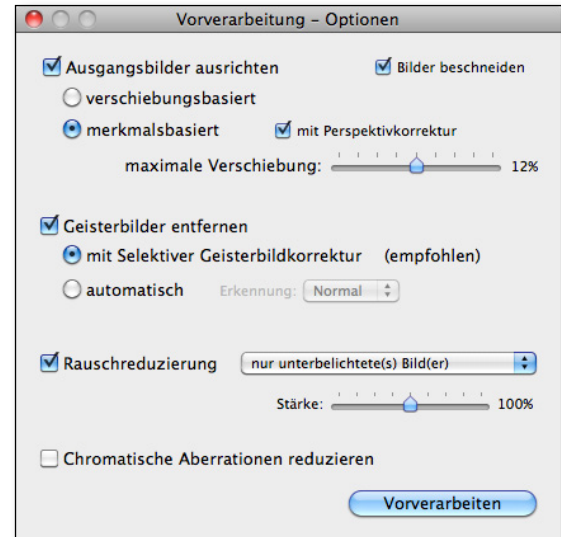 Vorverarbeitung – Optionen
Ausgangsbilder ausrichten Bilder beschneiden
verschiebungsbasiert
merkmalsbasiert mit Perspektivkorrektur
maximale Verschiebung: 12%
Geisterbilder entfernen
mit Selektiver Geisterbildkorrektur (empfohlen)
automatisch Erkennung: Normal
Rauschreduzierung nur unterbelichtete(s) Bild(er)
Stärke: 100%
Chromatische Aberrationen reduzieren
Vorverarbeiten